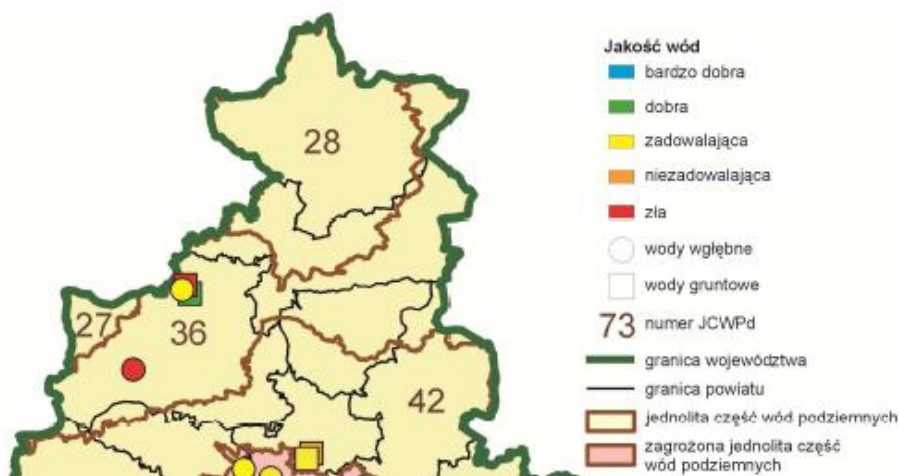 Jakość wód
bardzo dobra
dobra
zadowalająca
niezadowalająca
zła
wody wgłębne
wody gruntowe
73 numer JCWPd
granica województwa
granica powiatu
jednolita część wód podziemnych
zagrożona jednolita część
wód podziemnych
28
27
36
42